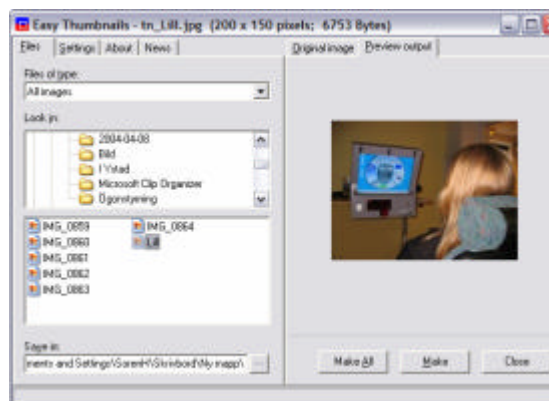 Easy Thumbnails - tn_Lill.jpg (200 x 150 pixels; 6753 Bytes)
Files Settings About News
Original image Preview output
Files of type:
All images
Look in:
2004-04-08
Bild
I Ystad
Microsoft Clip Organizer
Ögonstyrning
IMG_0859
IMG_0860
IMG_0861
IMG_0862
IMG_0863
IMG_0864
Lill
Save in:
ments and Settings\SorenH\Skrivbord\Ny mapp\
...
Make All
Make
Close